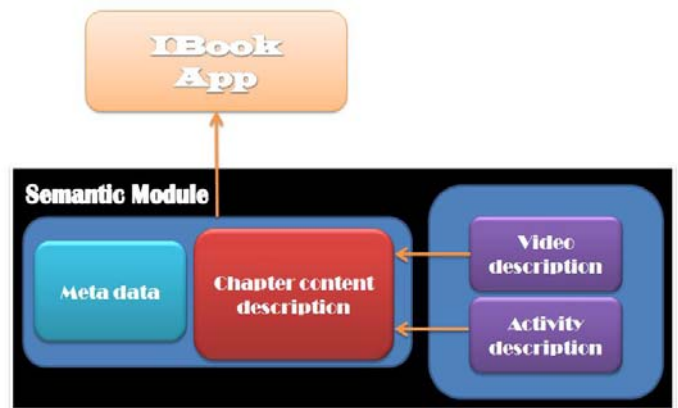 IBook
App
Semantic Module
Meta data
Chapter content
description
Video
description
Activity
description